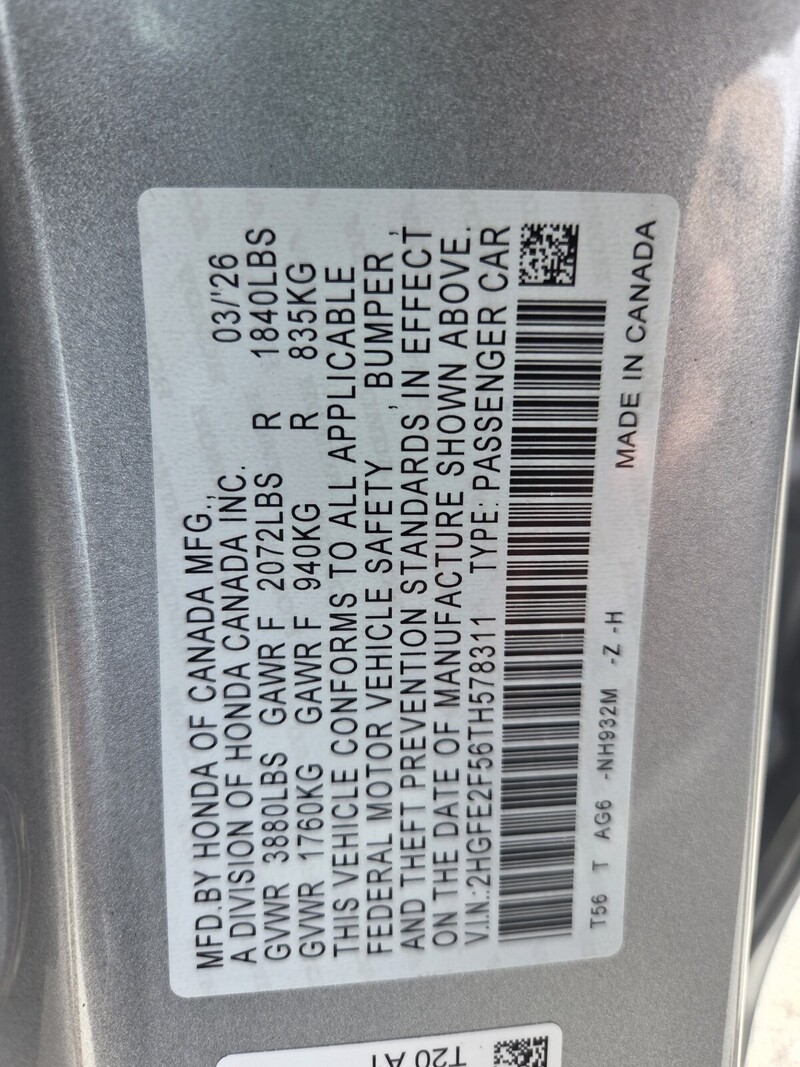 MFD.BY HONDA OF CANADA MFG.,
A DIVISION OF HONDA CANADA INC. 03/'26
GVWR 3880LBS GAWR F 2072LBS R 1840LBS
GVWR 1760KG GAWR F 940KG R 835KG
THIS VEHICLE CONFORMS TO ALL APPLICABLE
FEDERAL MOTOR VEHICLE SAFETY , BUMPER ,
AND THEFT PREVENTION STANDARDS IN EFFECT
ON THE DATE OF MANUFACTURE SHOWN ABOVE.
V.I.N.:2HGFE2F56TH578311 TYPE: PASSENGER CAR
T56 T AG6 -NH932M -Z -H MADE IN CANADA
T20 A1